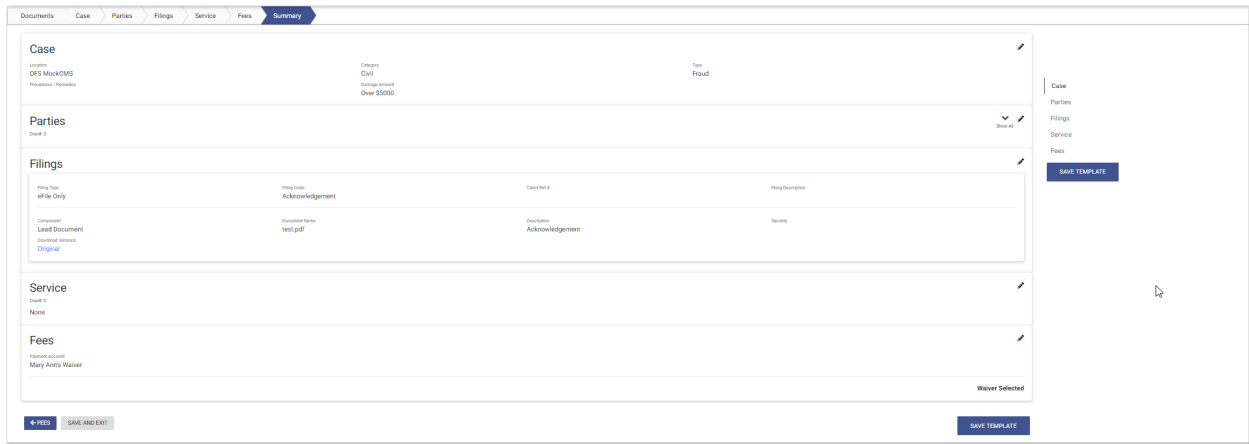 Documents Case Parties Filings Service Fees Summary
Case
Location Category Type
OFS MockCMS Civil Fraud
Procedures / Remedies Damage Amount
Over $5000
Parties
Count: 2
Show All
Filings
Filing Type Filing Code Client Ref # Filing Description
eFile Only Acknowledgement
Component Document Name Description Security
Lead Document test.pdf Acknowledgement
Download Versions
Original
Service
Count: 0
None
Fees
Payment Account
Mary Ann's Waiver
Waiver Selected
FEES SAVE AND EXIT SAVE TEMPLATE
Case
Parties
Filings
Service
Fees
SAVE TEMPLATE